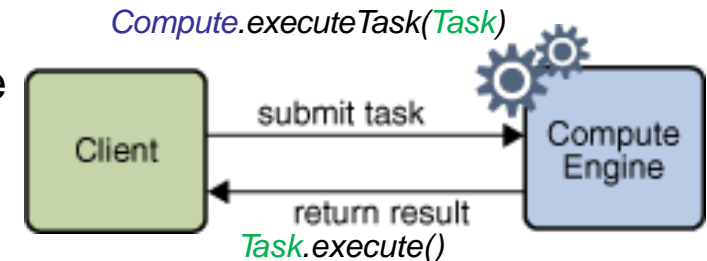 Compute.executeTask(Task)
e
Client
submit task
Compute
Engine
return result
Task.execute()